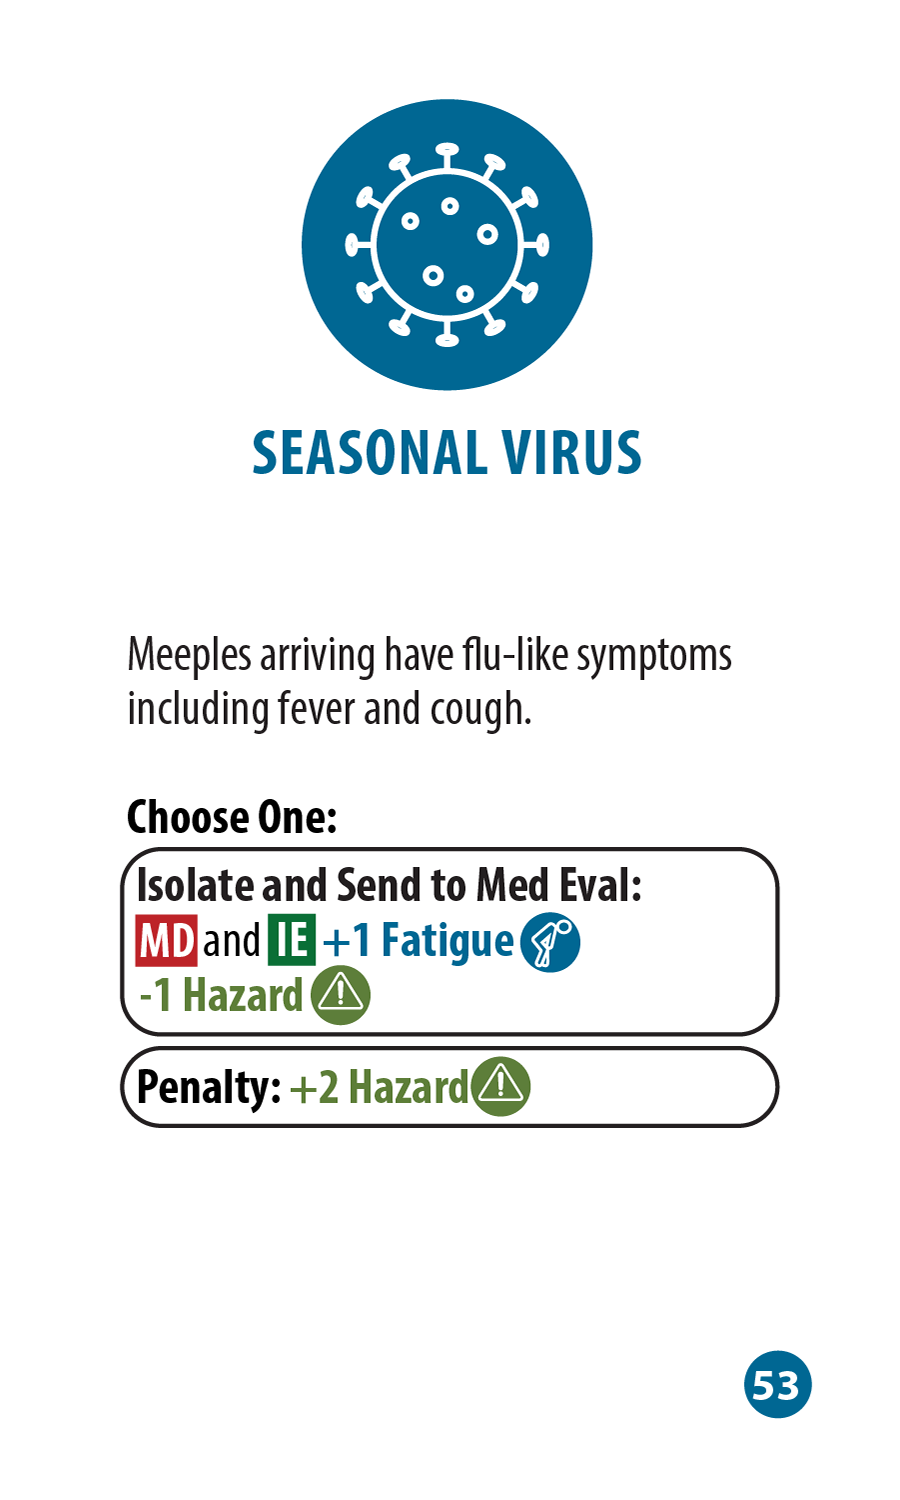 SEASONAL VIRUS
Meeples arriving have flu-like symptoms
including fever and cough.
Choose One:
Isolate and Send to Med Eval:
MD and IE +1 Fatigue
-1 Hazard
Penalty: +2 Hazard
53